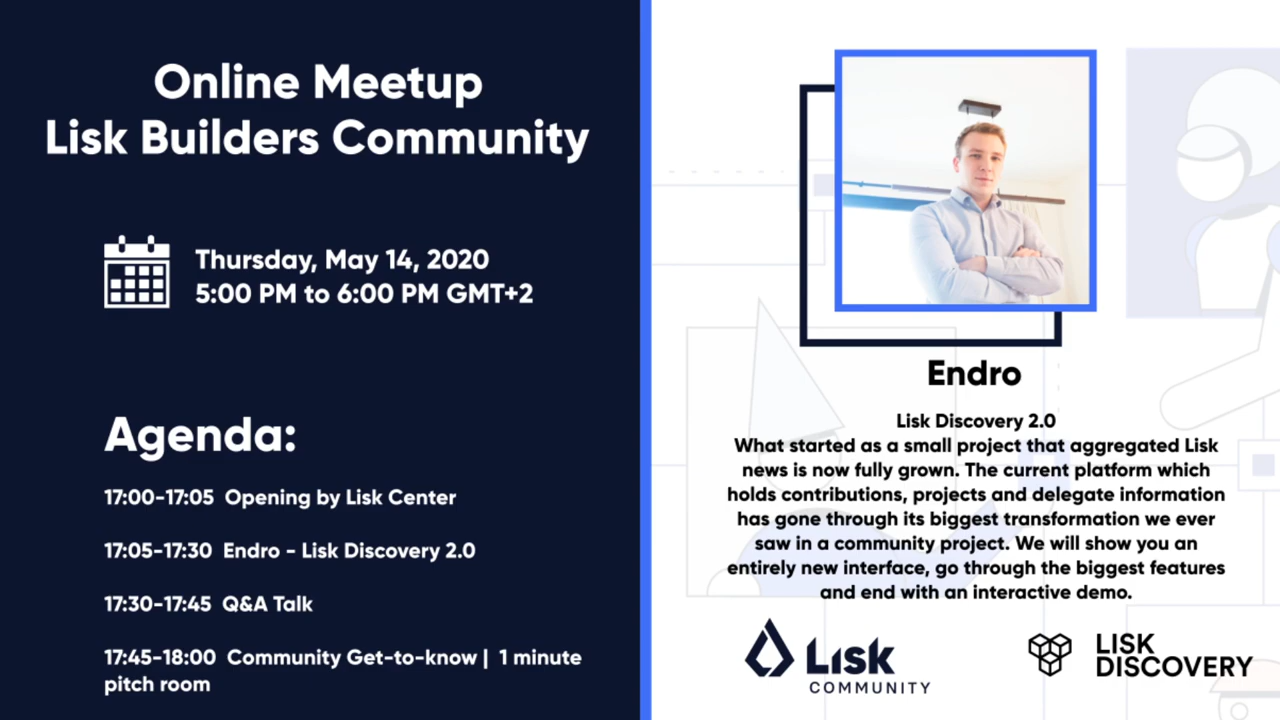 Online Meetup
Lisk Builders Community
Thursday, May 14, 2020
5:00 PM to 6:00 PM GMT+2
Agenda:
17:00-17:05 Opening by Lisk Center
17:05-17:30 Endro - Lisk Discovery 2.0
17:30-17:45 Q&A Talk
17:45-18:00 Community Get-to-know | 1 minute
pitch room
Endro
Lisk Discovery 2.0
What started as a small project that aggregated Lisk
news is now fully grown. The current platform which
holds contributions, projects and delegate information
has gone through its biggest transformation we ever
saw in a community project. We will show you an
entirely new interface, go through the biggest features
and end with an interactive demo.
Lisk
COMMUNITY
LISK
DISCOVERY